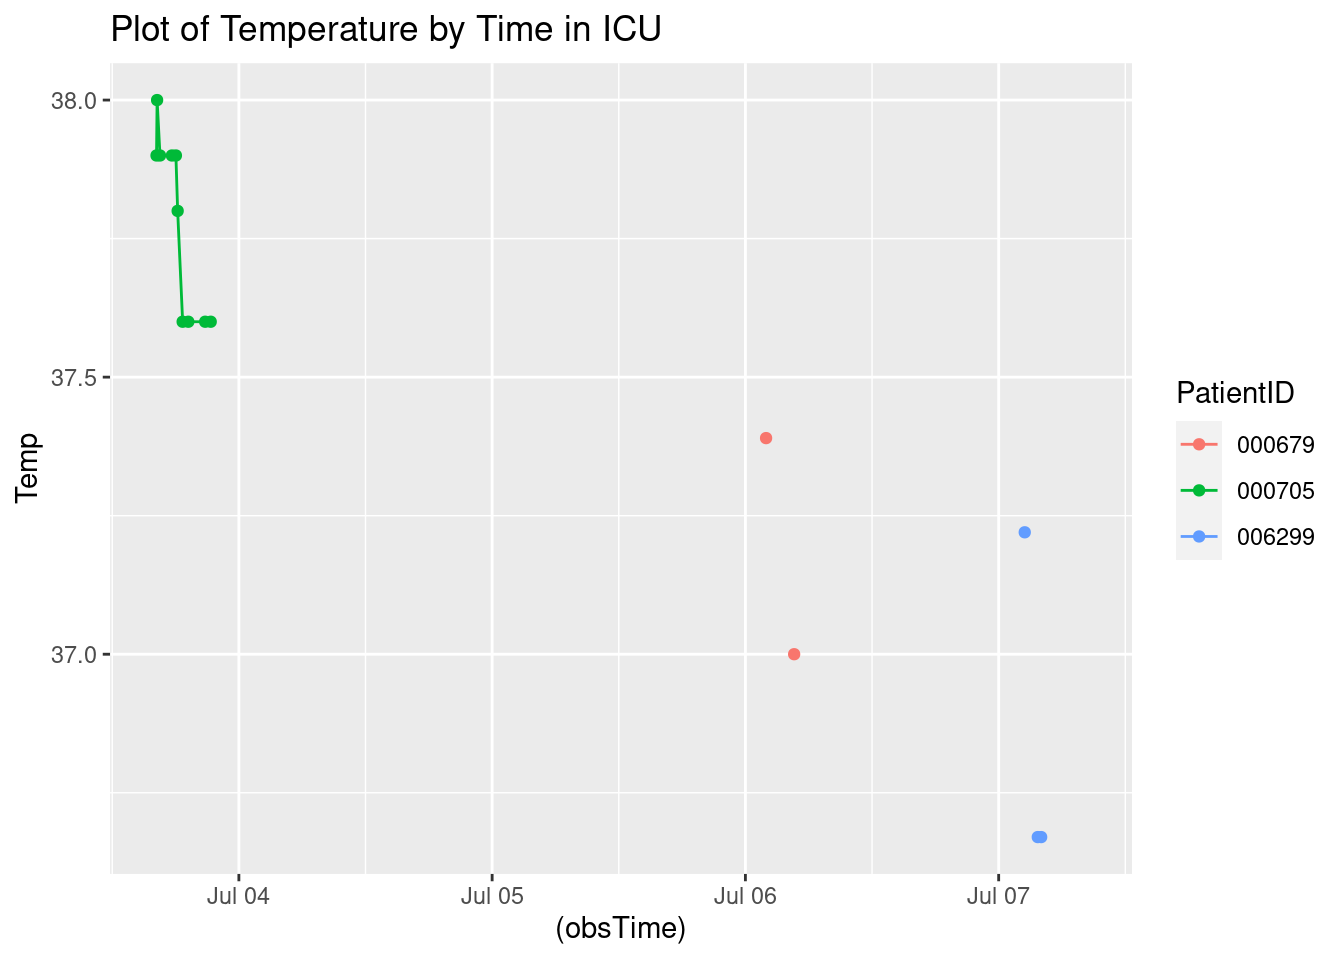 Plot of Temperature by Time in ICU
38.0
37.5
37.0
Temp
Jul 04 Jul 05 Jul 06 Jul 07
(obsTime)
PatientID
000679
000705
006299